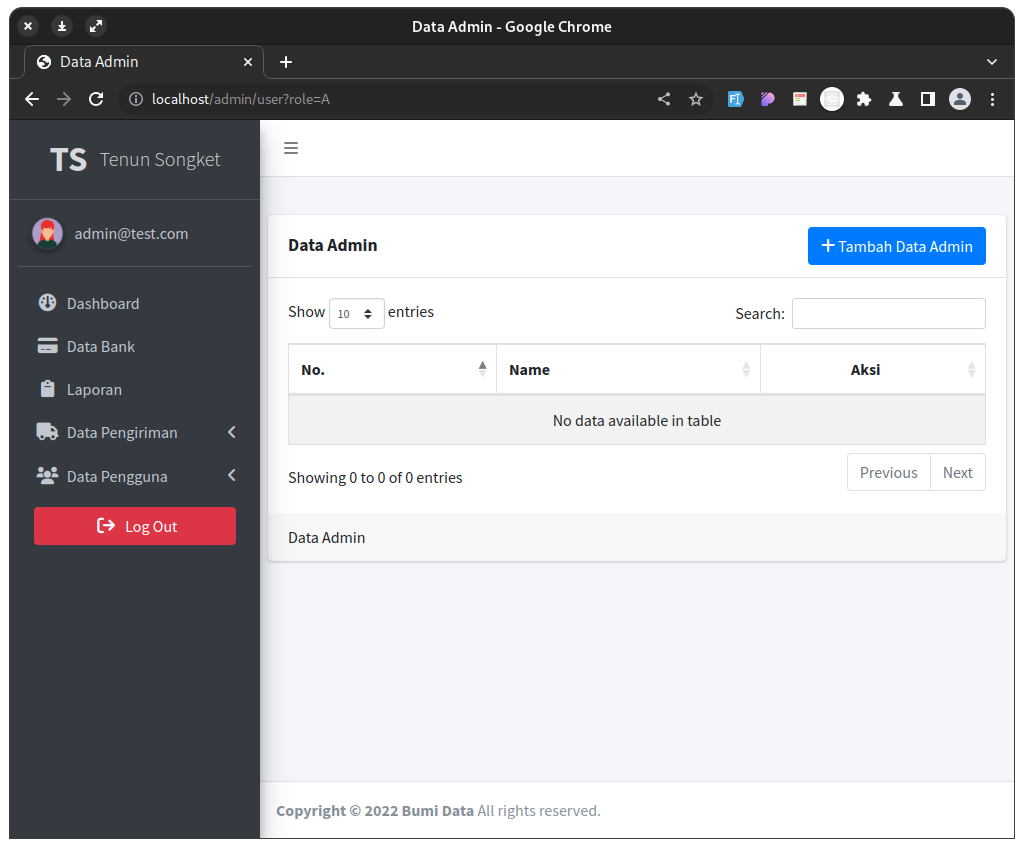 Data Admin - Google Chrome
Data Admin
localhost/admin/user?role=A
TS Tenun Songket
admin@test.com
Dashboard
Data Bank
Laporan
Data Pengiriman
Data Pengguna
Log Out
Data Admin
Tambah Data Admin
Show 10 entries
Search:
No. Name Aksi
No data available in table
Showing 0 to 0 of 0 entries
Previous Next
Data Admin
Copyright © 2022 Bumi Data All rights reserved.